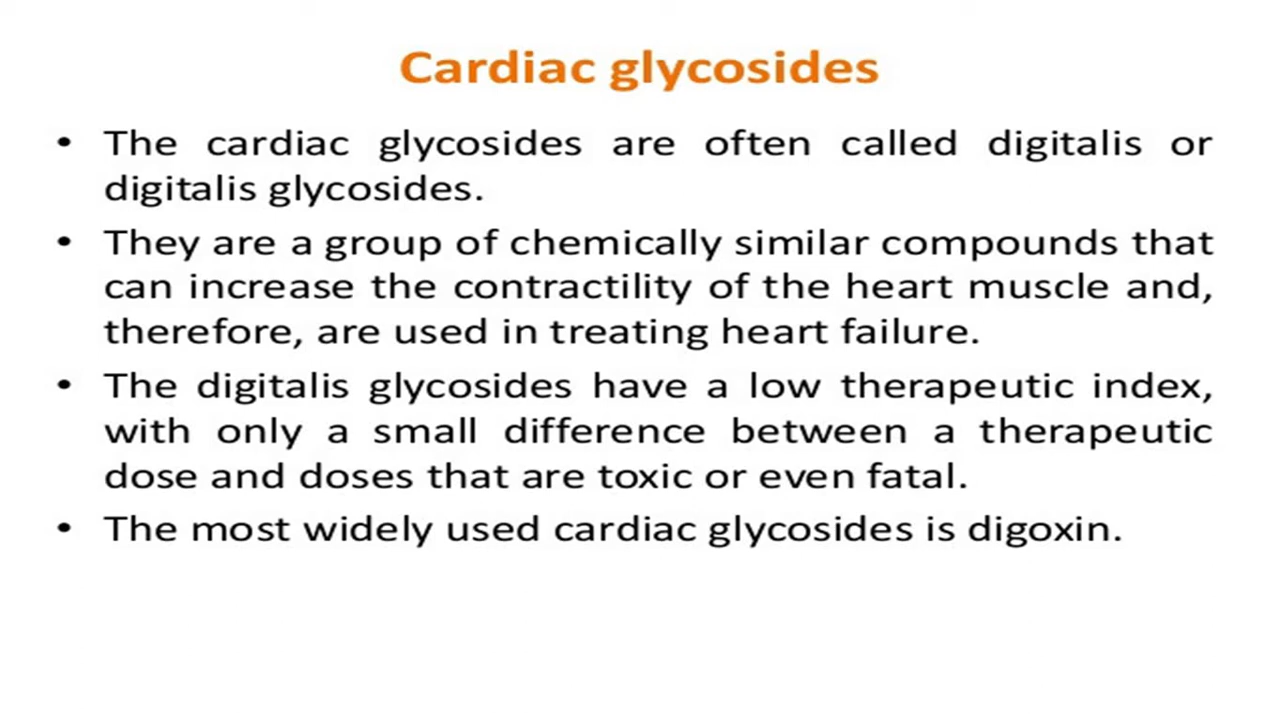 Cardiac glycosides
• The cardiac glycosides are often called digitalis or
digitalis glycosides.
• They are a group of chemically similar compounds that
can increase the contractility of the heart muscle and,
therefore, are used in treating heart failure.
• The digitalis glycosides have a low therapeutic index,
with only a small difference between a therapeutic
dose and doses that are toxic or even fatal.
• The most widely used cardiac glycosides is digoxin.